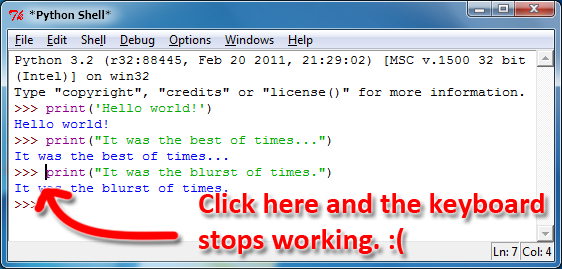 *Python Shell*
File Edit Shell Debug Options Windows Help
Python 3.2 (r32:88445, Feb 20 2011, 21:29:02) [MSC v.1500 32 bit
(Intel)] on win32
Type "copyright", "credits" or "license()" for more information.
>>> print('Hello world!')
Hello world!
>>> print("It was the best of times...")
It was the best of times...
>>> print("It was the blurst of times.")
It was the blurst of times.
>>>
Click here and the keyboard
stops working. :(
Ln: 7 Col: 4